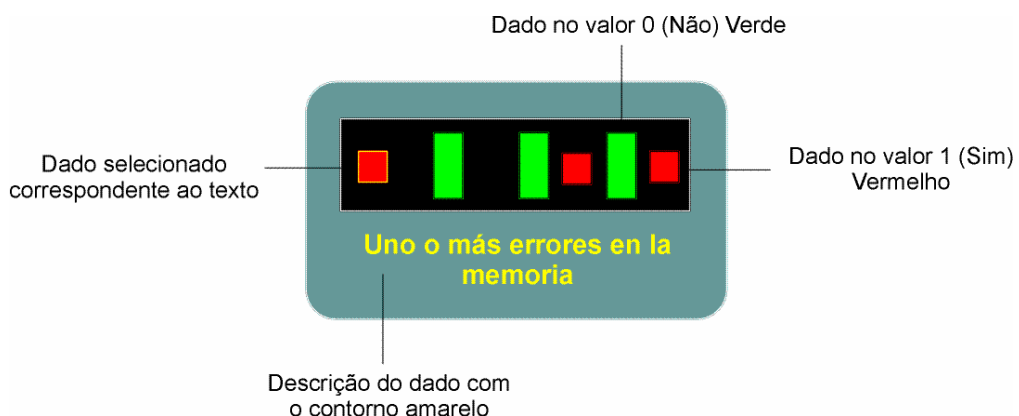 Dado no valor 0 (Não) Verde
Dado selecionado
correspondente ao texto
Dado no valor 1 (Sim)
Vermelho
Uno o más errores en la
memoria
Descrição do dado com
o contorno amarelo